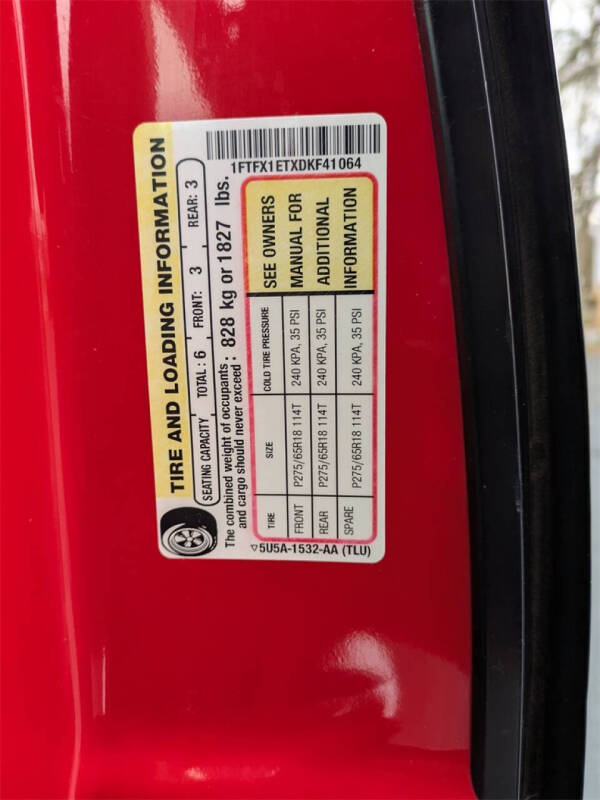 TIRE AND LOADING INFORMATION
SEATING CAPACITY TOTAL: 6 FRONT: 3 REAR: 3
The combined weight of occupants and cargo should never exceed : 828 kg or 1827 lbs.
1FTFX1ETXDKF41064
TIRE SIZE COLD TIRE PRESSURE
FRONT P275/65R18 114T 240 KPA, 35 PSI
REAR P275/65R18 114T 240 KPA, 35 PSI
SPARE P275/65R18 114T 240 KPA, 35 PSI
SEE OWNERS
MANUAL FOR
ADDITIONAL
INFORMATION
▽5U5A-1532-AA (TLU)